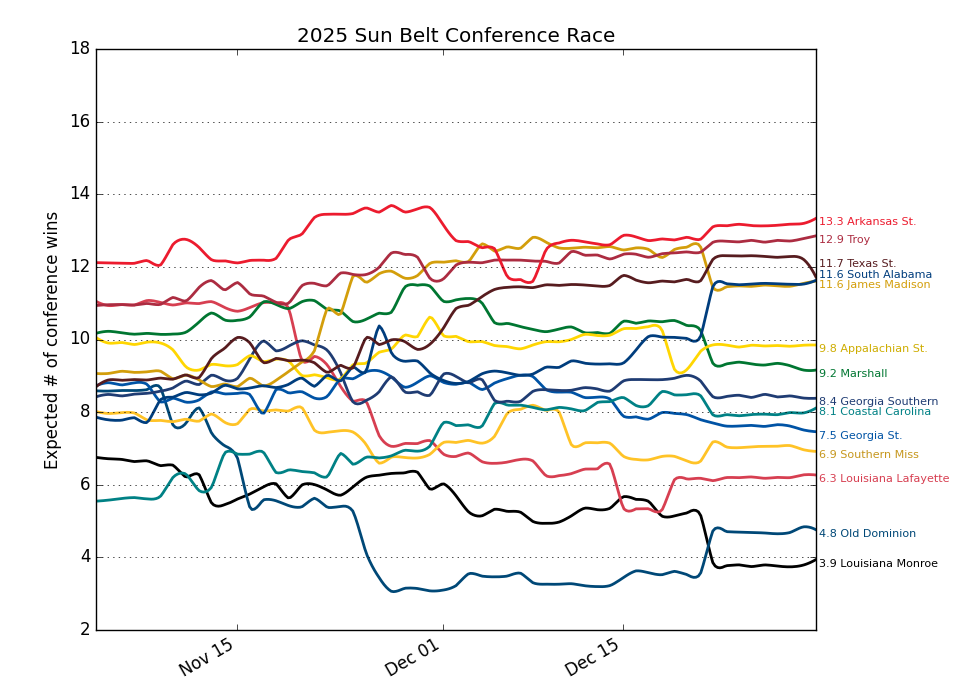 2025 Sun Belt Conference Race
Expected # of conference wins
18
16
14
12
10
8
6
4
2
Nov 15
Dec 01
Dec 15
13.3 Arkansas St.
12.9 Troy
11.7 Texas St.
11.6 South Alabama
11.6 James Madison
9.8 Appalachian St.
9.2 Marshall
8.4 Georgia Southern
8.1 Coastal Carolina
7.5 Georgia St.
6.9 Southern Miss
6.3 Louisiana Lafayette
4.8 Old Dominion
3.9 Louisiana Monroe